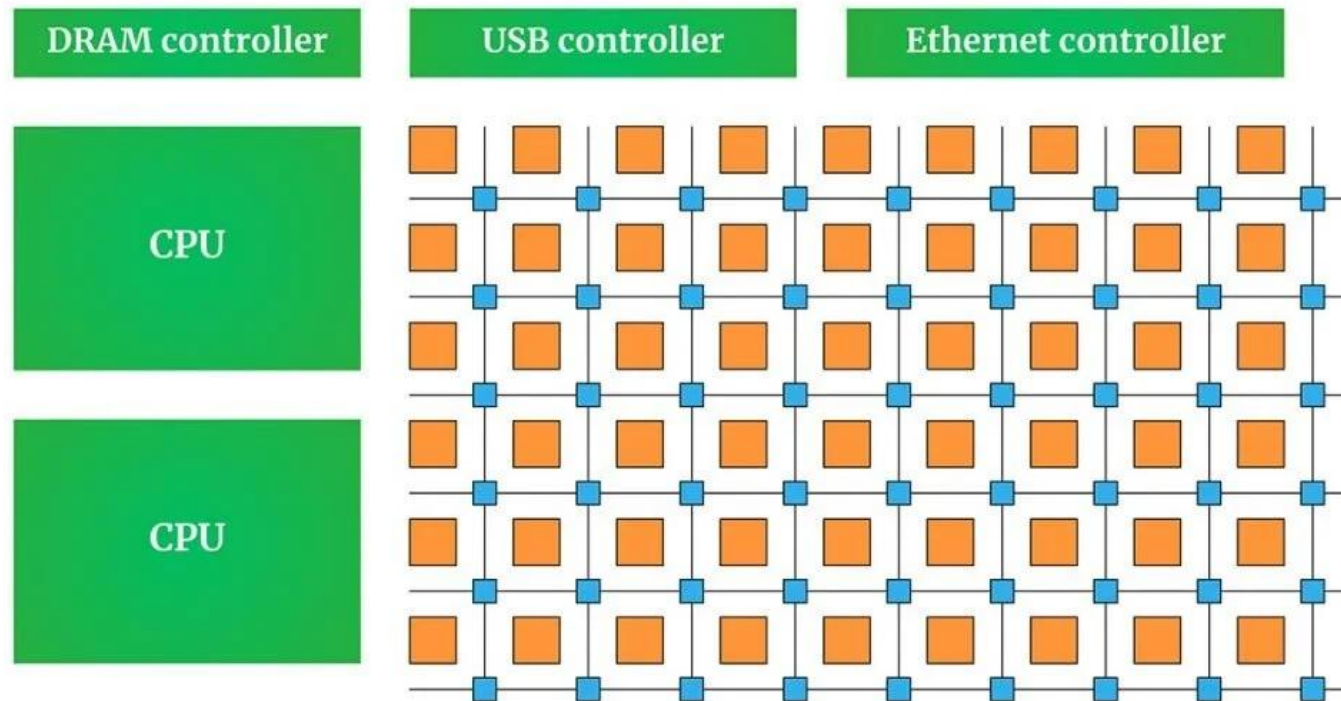 DRAM controller
USB controller
Ethernet controller
CPU
CPU